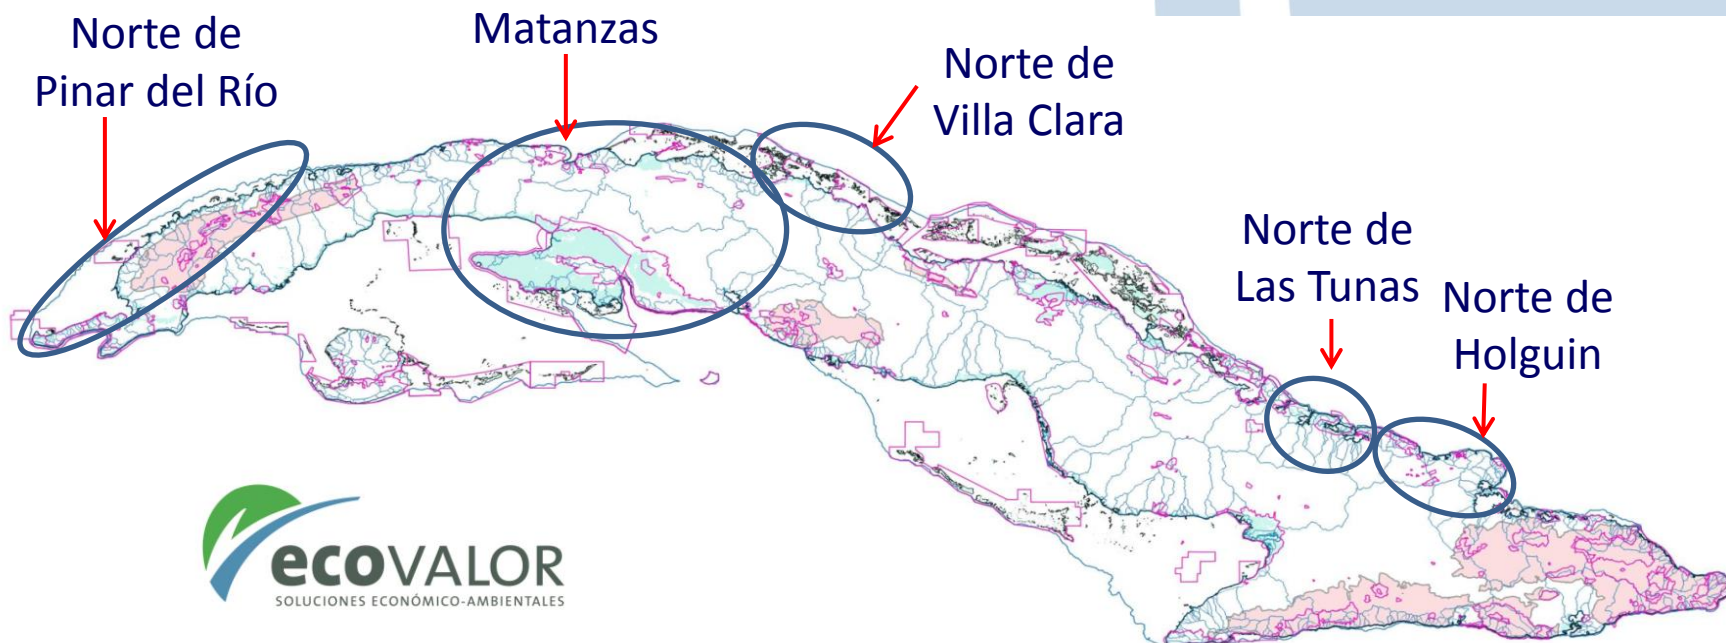 Norte de
Pinar del Río
Matanzas
Norte de
Villa Clara
Norte de
Las Tunas
Norte de
Holguin
ecoVALOR
SOLUCIONES ECONÓMICO-AMBIENTALES